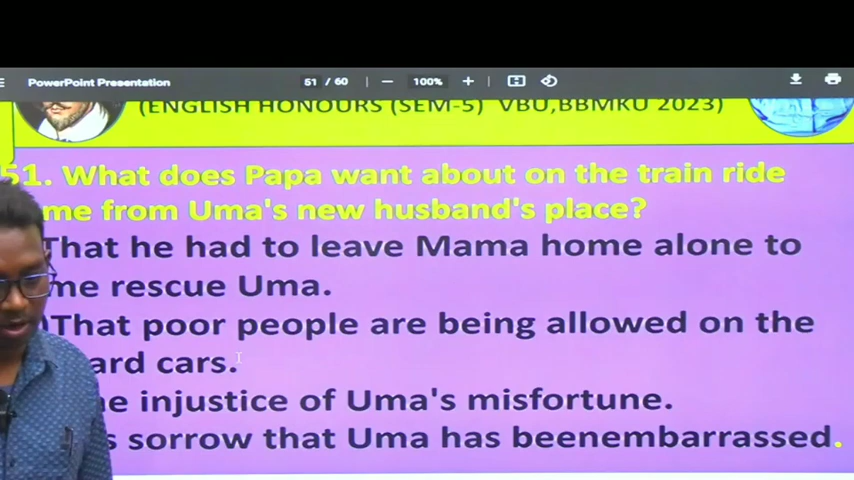 PowerPoint Presentation 51 / 60 100%
(ENGLISH HONOURS (SEM-5) VBU,BBMKU 2023)
51. What does Papa want about on the train ride
me from Uma's new husband's place?
That he had to leave Mama home alone to
me rescue Uma.
That poor people are being allowed on the
ard cars.
he injustice of Uma's misfortune.
s sorrow that Uma has beenembarrassed.